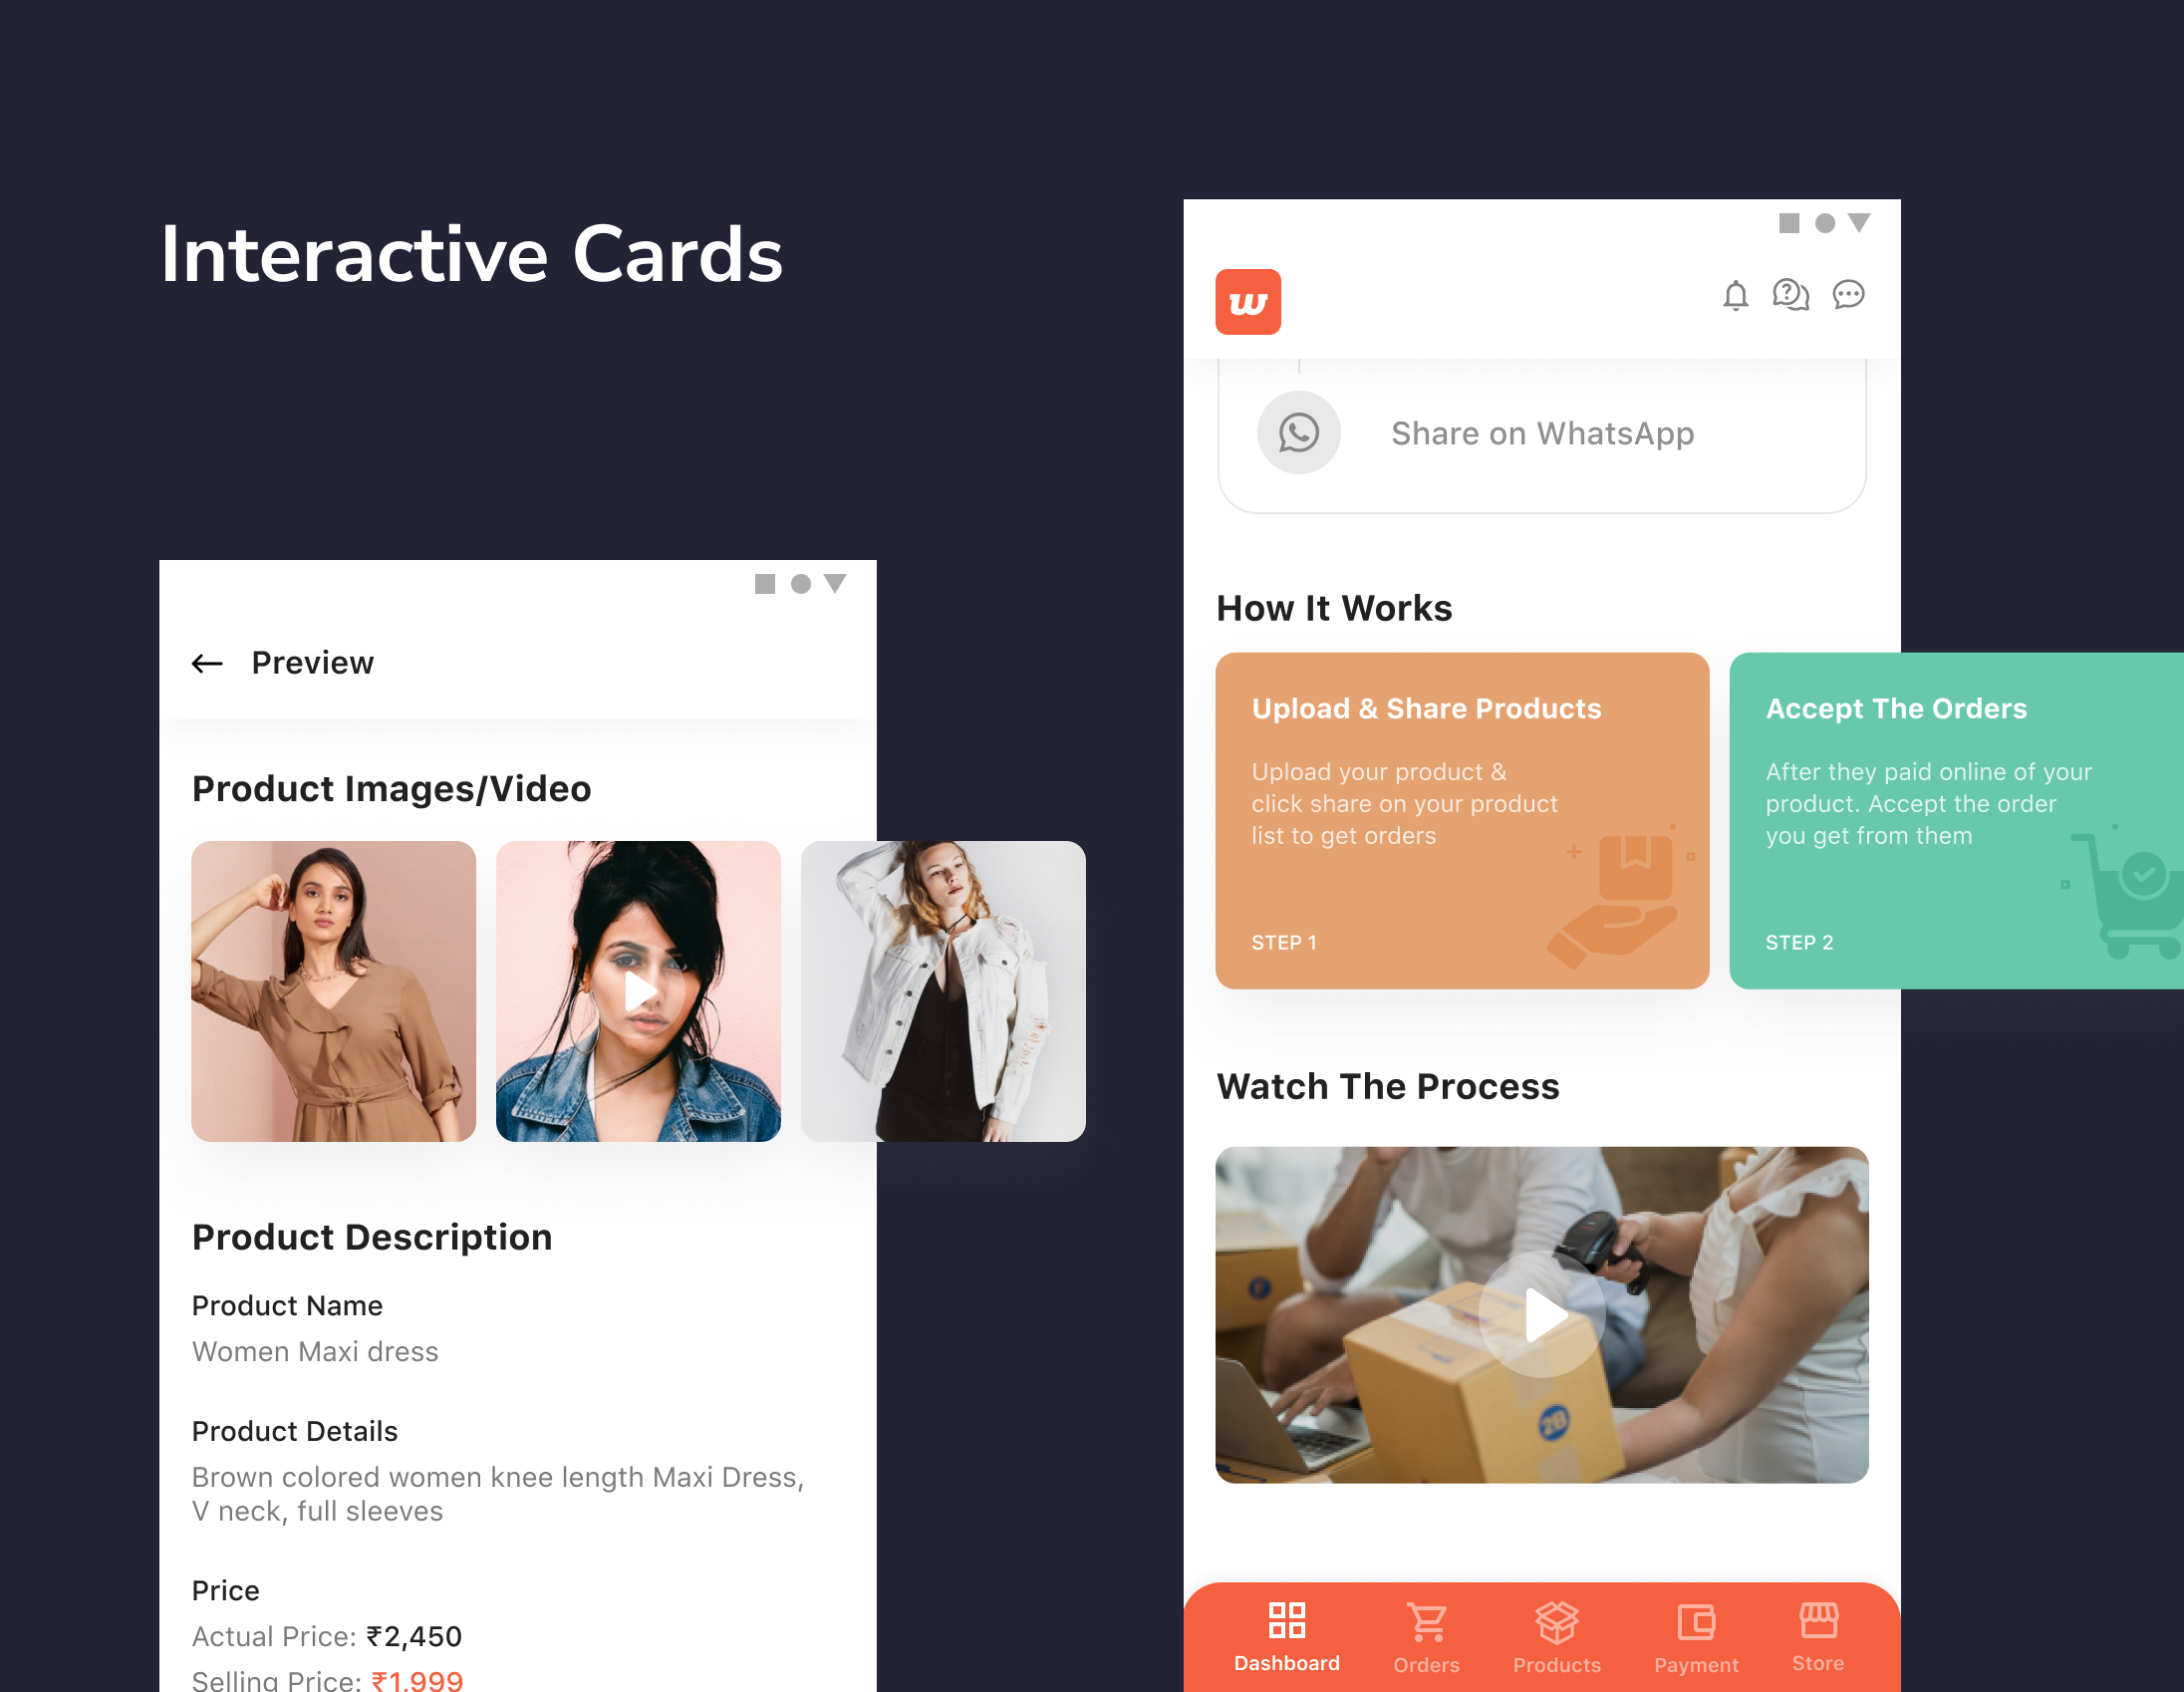 Interactive Cards
Preview
Product Images/Video
Product Description
Product Name
Women Maxi dress
Product Details
Brown colored women knee length Maxi Dress,
V neck, full sleeves
Price
Actual Price: ₹2,450
Selling Price: ₹1,999
w
Share on WhatsApp
How It Works
Upload & Share Products
Upload your product &
click share on your product
list to get orders
STEP 1
Accept The Orders
After they paid online of your
product. Accept the order
you get from them
STEP 2
Watch The Process
2B
Dashboard
Orders
Products
Payment
Store